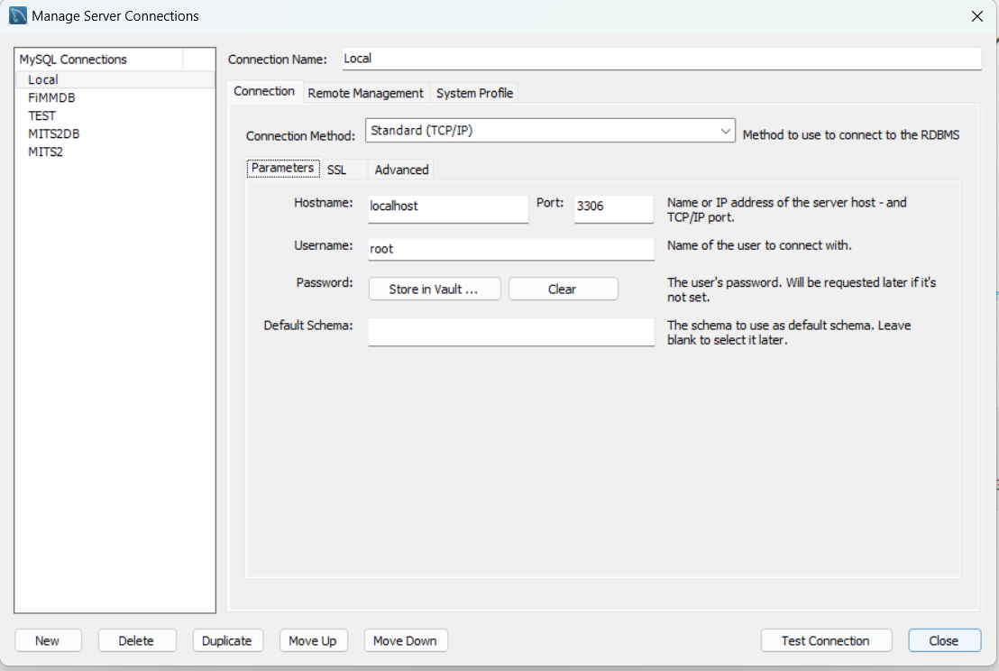 Manage Server Connections
MySQL Connections
Local
FiMMDB
TEST
MITS2DB
MITS2
Connection Name: Local
Connection Remote Management System Profile
Connection Method: Standard (TCP/IP) Method to use to connect to the RDBMS
Parameters SSL Advanced
Hostname: localhost Port: 3306 Name or IP address of the server host - and
TCP/IP port.
Username: root Name of the user to connect with.
Password: Store in Vault ... Clear The user's password. Will be requested later if it's
not set.
Default Schema: The schema to use as default schema. Leave
blank to select it later.
New Delete Duplicate Move Up Move Down Test Connection Close